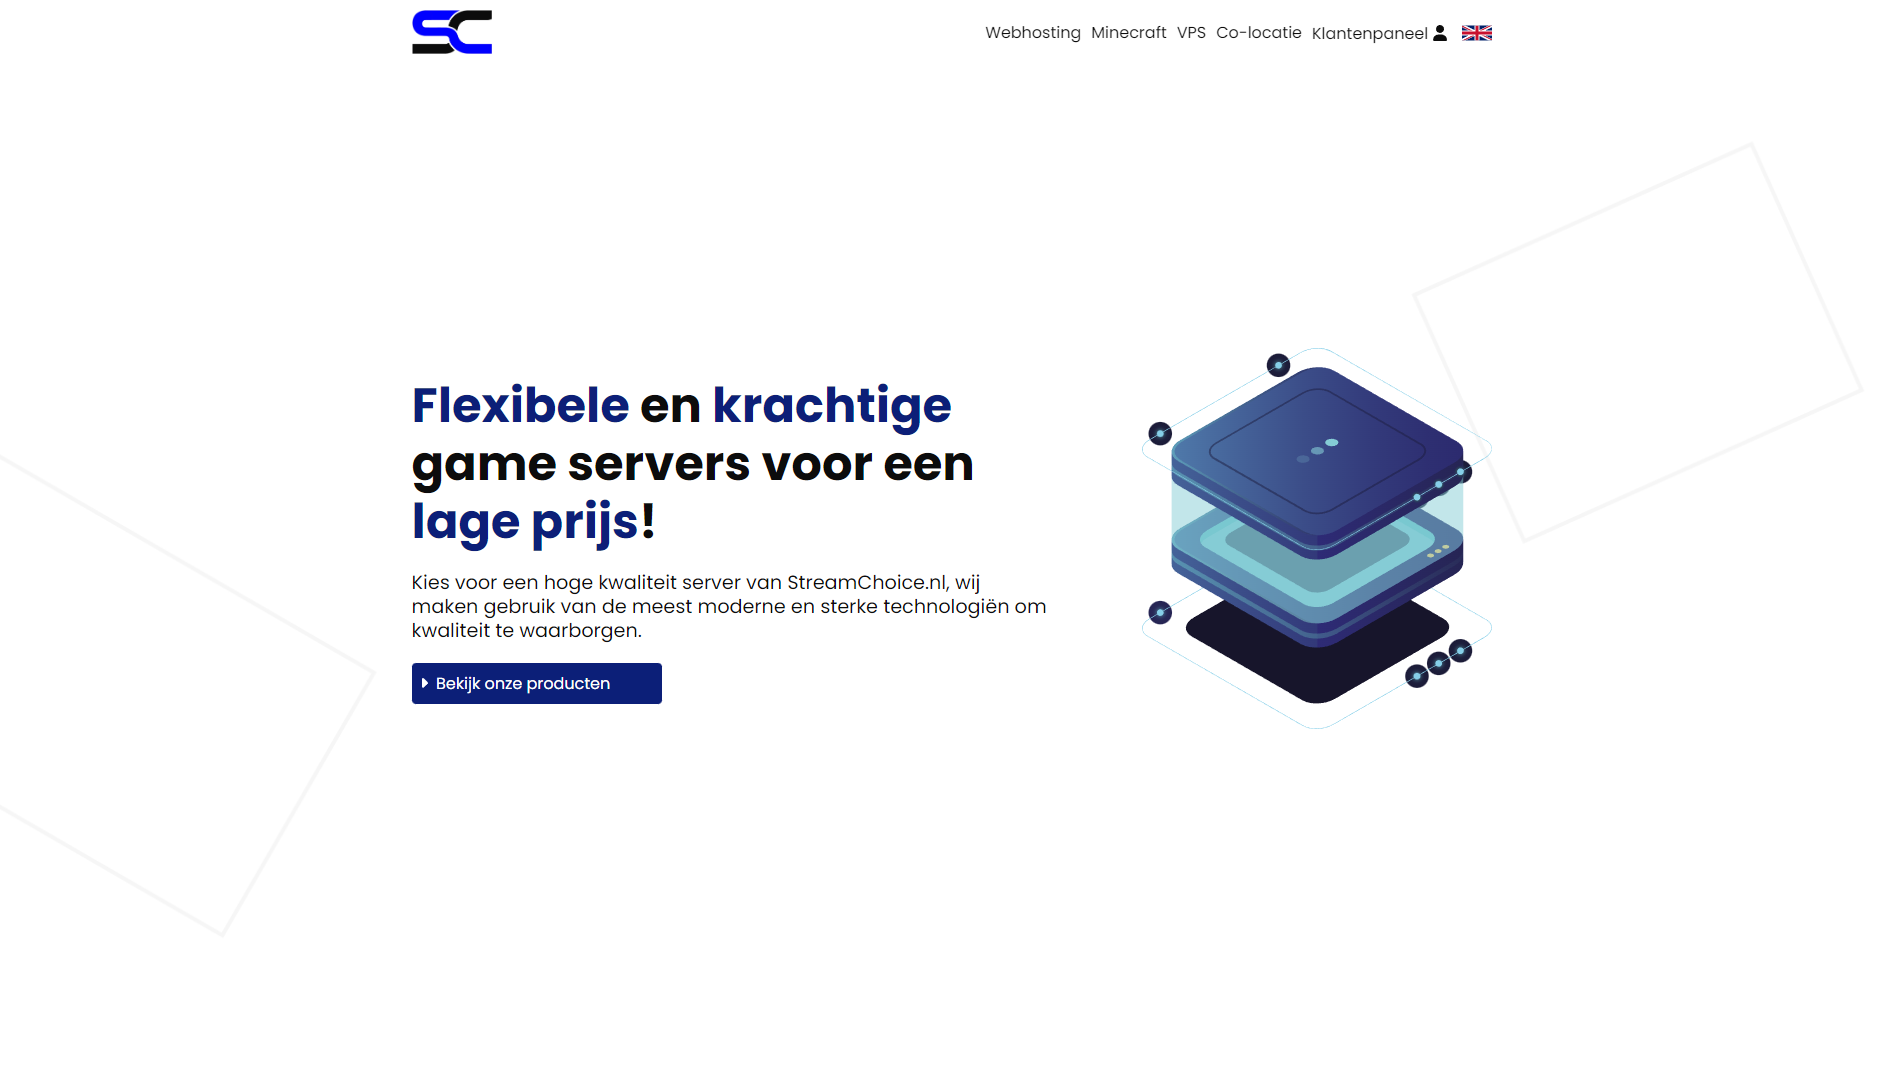 SC
Webhosting Minecraft VPS Co-locatie Klantenpaneel
Flexibele en krachtige
game servers voor een
lage prijs!
Kies voor een hoge kwaliteit server van StreamChoice.nl, wij
maken gebruik van de meest moderne en sterke technologiën om
kwaliteit te waarborgen.
Bekijk onze producten